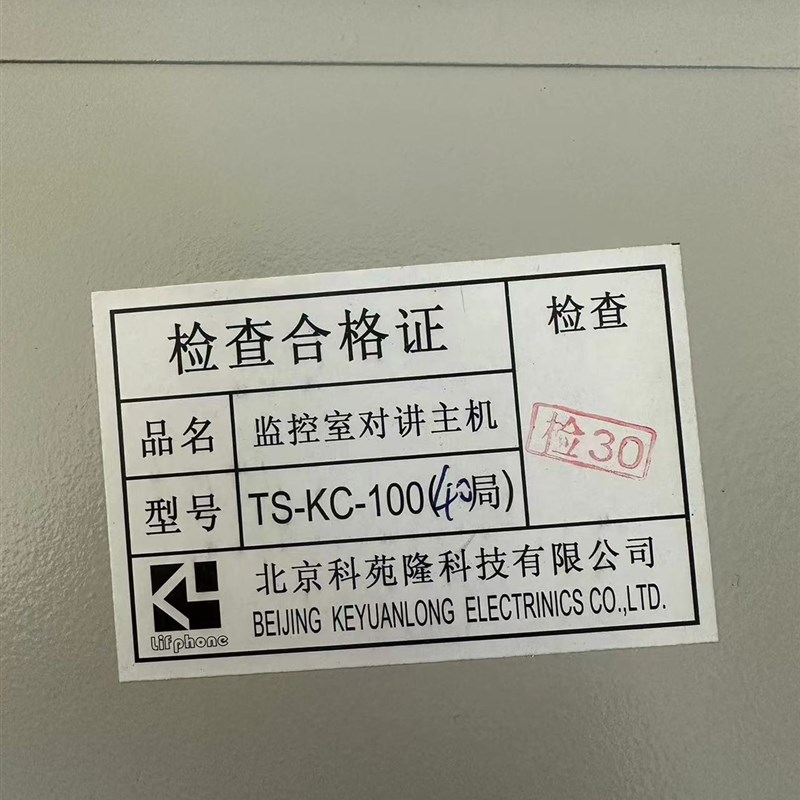 检查合格证
检查
品名
监控室对讲主机
检30
型号
TS-KC-100(40局)
北京科苑隆科技有限公司
BEIJING KEYUANLONG ELECTRINICS CO.,LTD.
KL
Lifphone